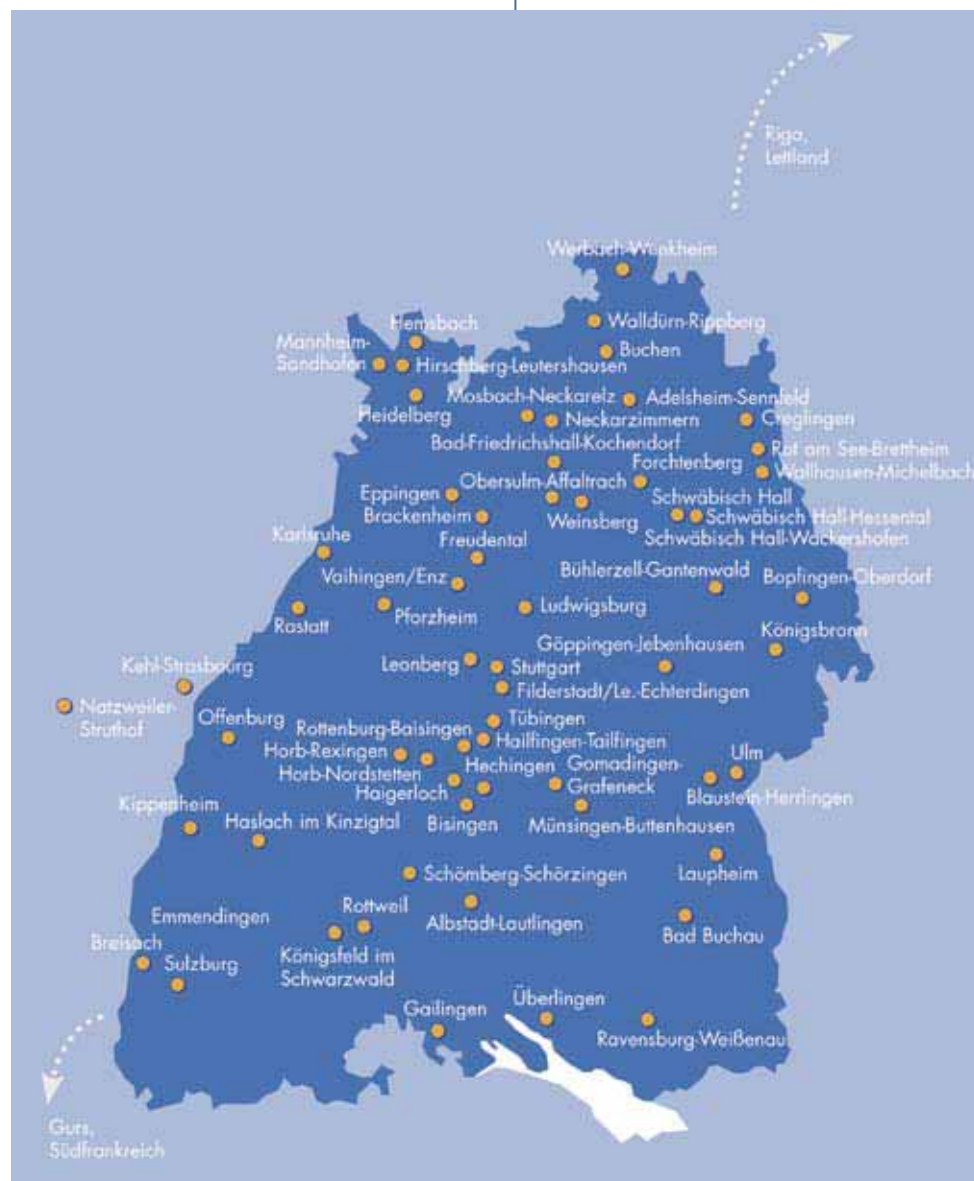 Riga,
Lettland
Werbach-Wenkheim
Walldürn-Rippberg
Hemsbach
Mannheim-
Sandhofen
Buchen
Hirschberg-Leutershausen
Mosbach-Neckarelz
Adelsheim-Sennfeld
Heidelberg
Neckarzimmern
Creglingen
Bad-Friedrichshall-Kochendorf
Rot am See-Brettheim
Forchtenberg
Wallhausen-Michelbach
Obersulm-Affaltrach
Eppingen
Schwäbisch Hall
Brackenheim
Weinsberg
Schwäbisch Hall-Hessental
Karlsruhe
Freudental
Schwäbisch Hall-Wackershofen
Vaihingen/Enz
Bühlerzell-Gantenwald
Bopfingen-Oberdorf
Rastatt
Pforzheim
Ludwigsburg
Königsbronn
Göppingen-Jebenhausen
Leonberg
Stuttgart
Kehl-Strasbourg
Filderstadt/Le.-Echterdingen
Natzweiler-
Struthof
Offenburg
Tübingen
Rottenburg-Baisingen
Hailfingen-Tailfingen
Horb-Rexingen
Ulm
Horb-Nordstetten
Hechingen
Gomadingen-
Grafeneck
Haigerloch
Blaustein-Herrlingen
Kippenheim
Haslach im Kinzigtal
Bisingen
Münsingen-Buttenhausen
Schömberg-Schörzingen
Laupheim
Rottweil
Emmendingen
Albstadt-Lautlingen
Bad Buchau
Breisach
Königsfeld im
Schwarzwald
Sulzburg
Überlingen
Gailingen
Ravensburg-Weißenau
Gurs,
Südfrankreich